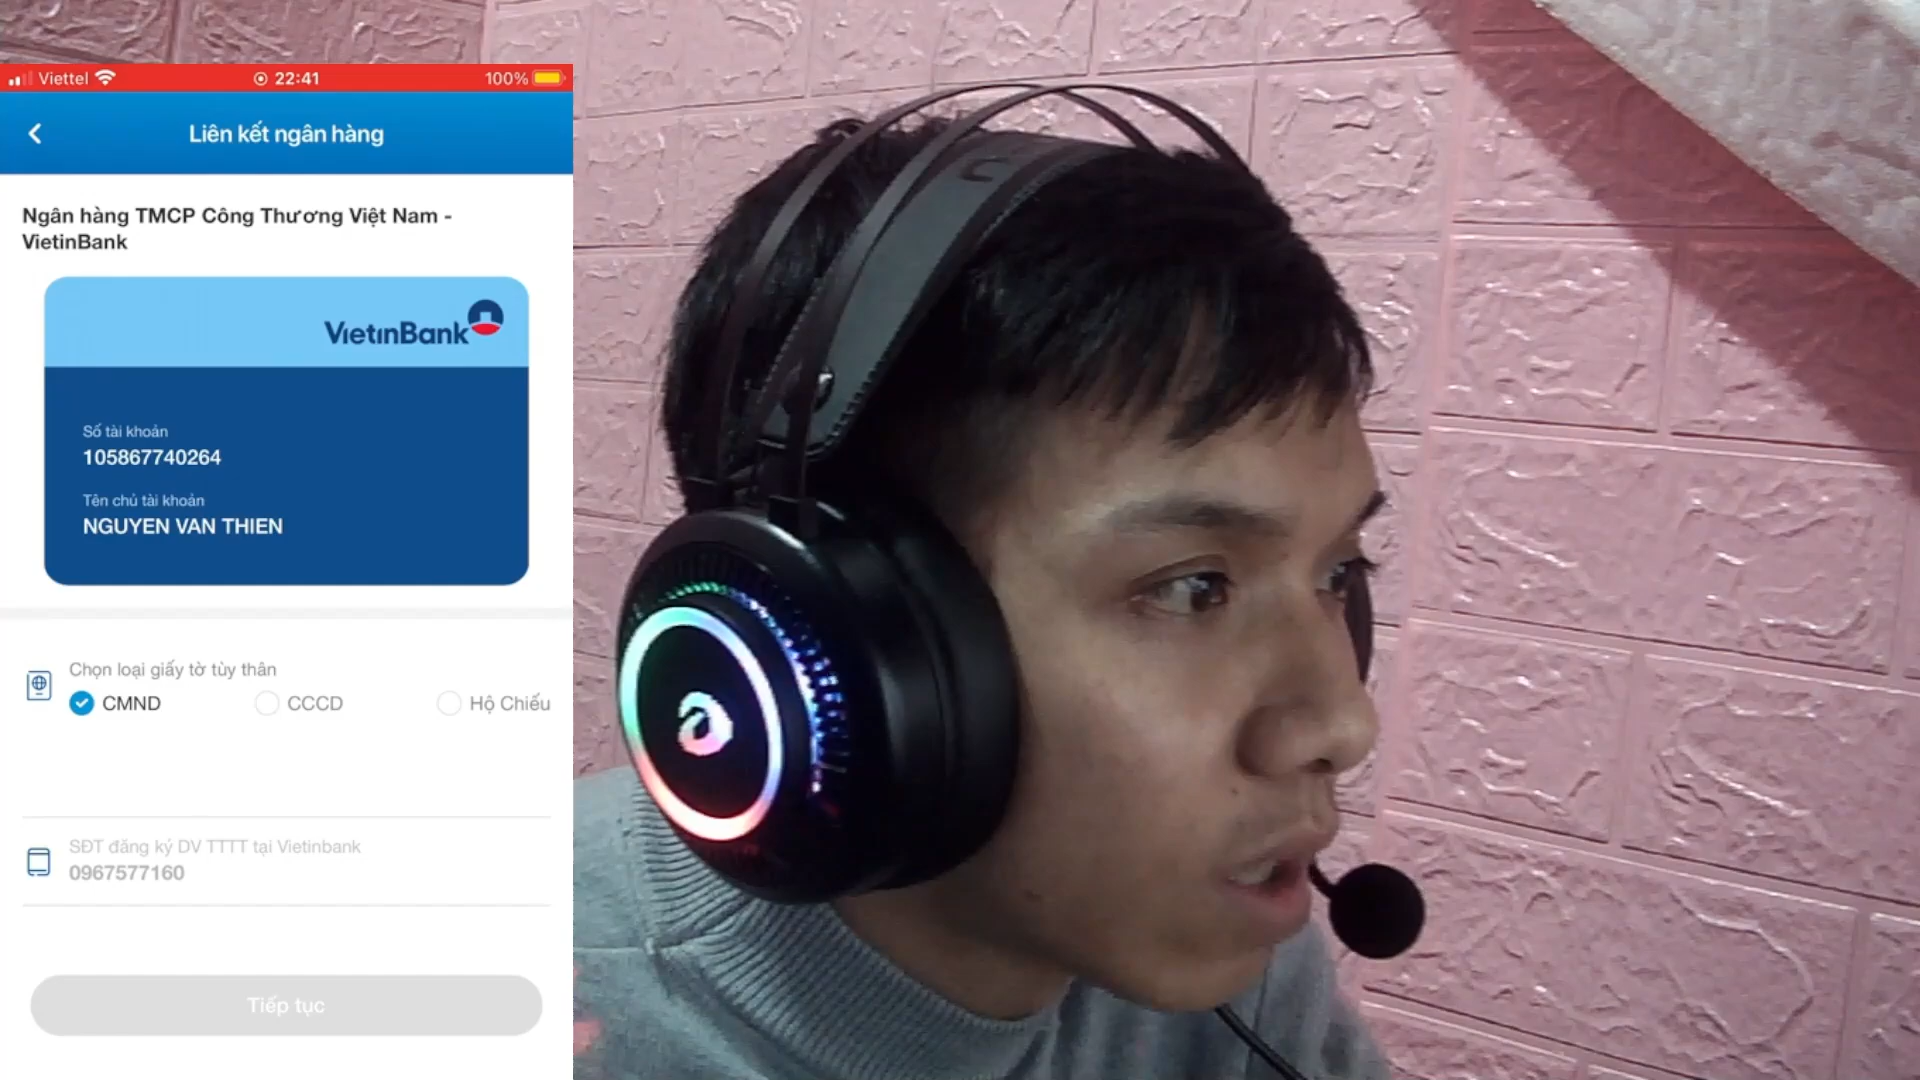 Viettel 22:41 100%
Liên kết ngân hàng
Ngân hàng TMCP Công Thương Việt Nam -
VietinBank
VietinBank
Số tài khoản
105867740264
Tên chủ tài khoản
NGUYEN VAN THIEN
Chọn loại giấy tờ tùy thân
CMND CCCD Hộ Chiếu
SĐT đăng ký DV TTTT tại Vietinbank
0967577160
Tiếp tục